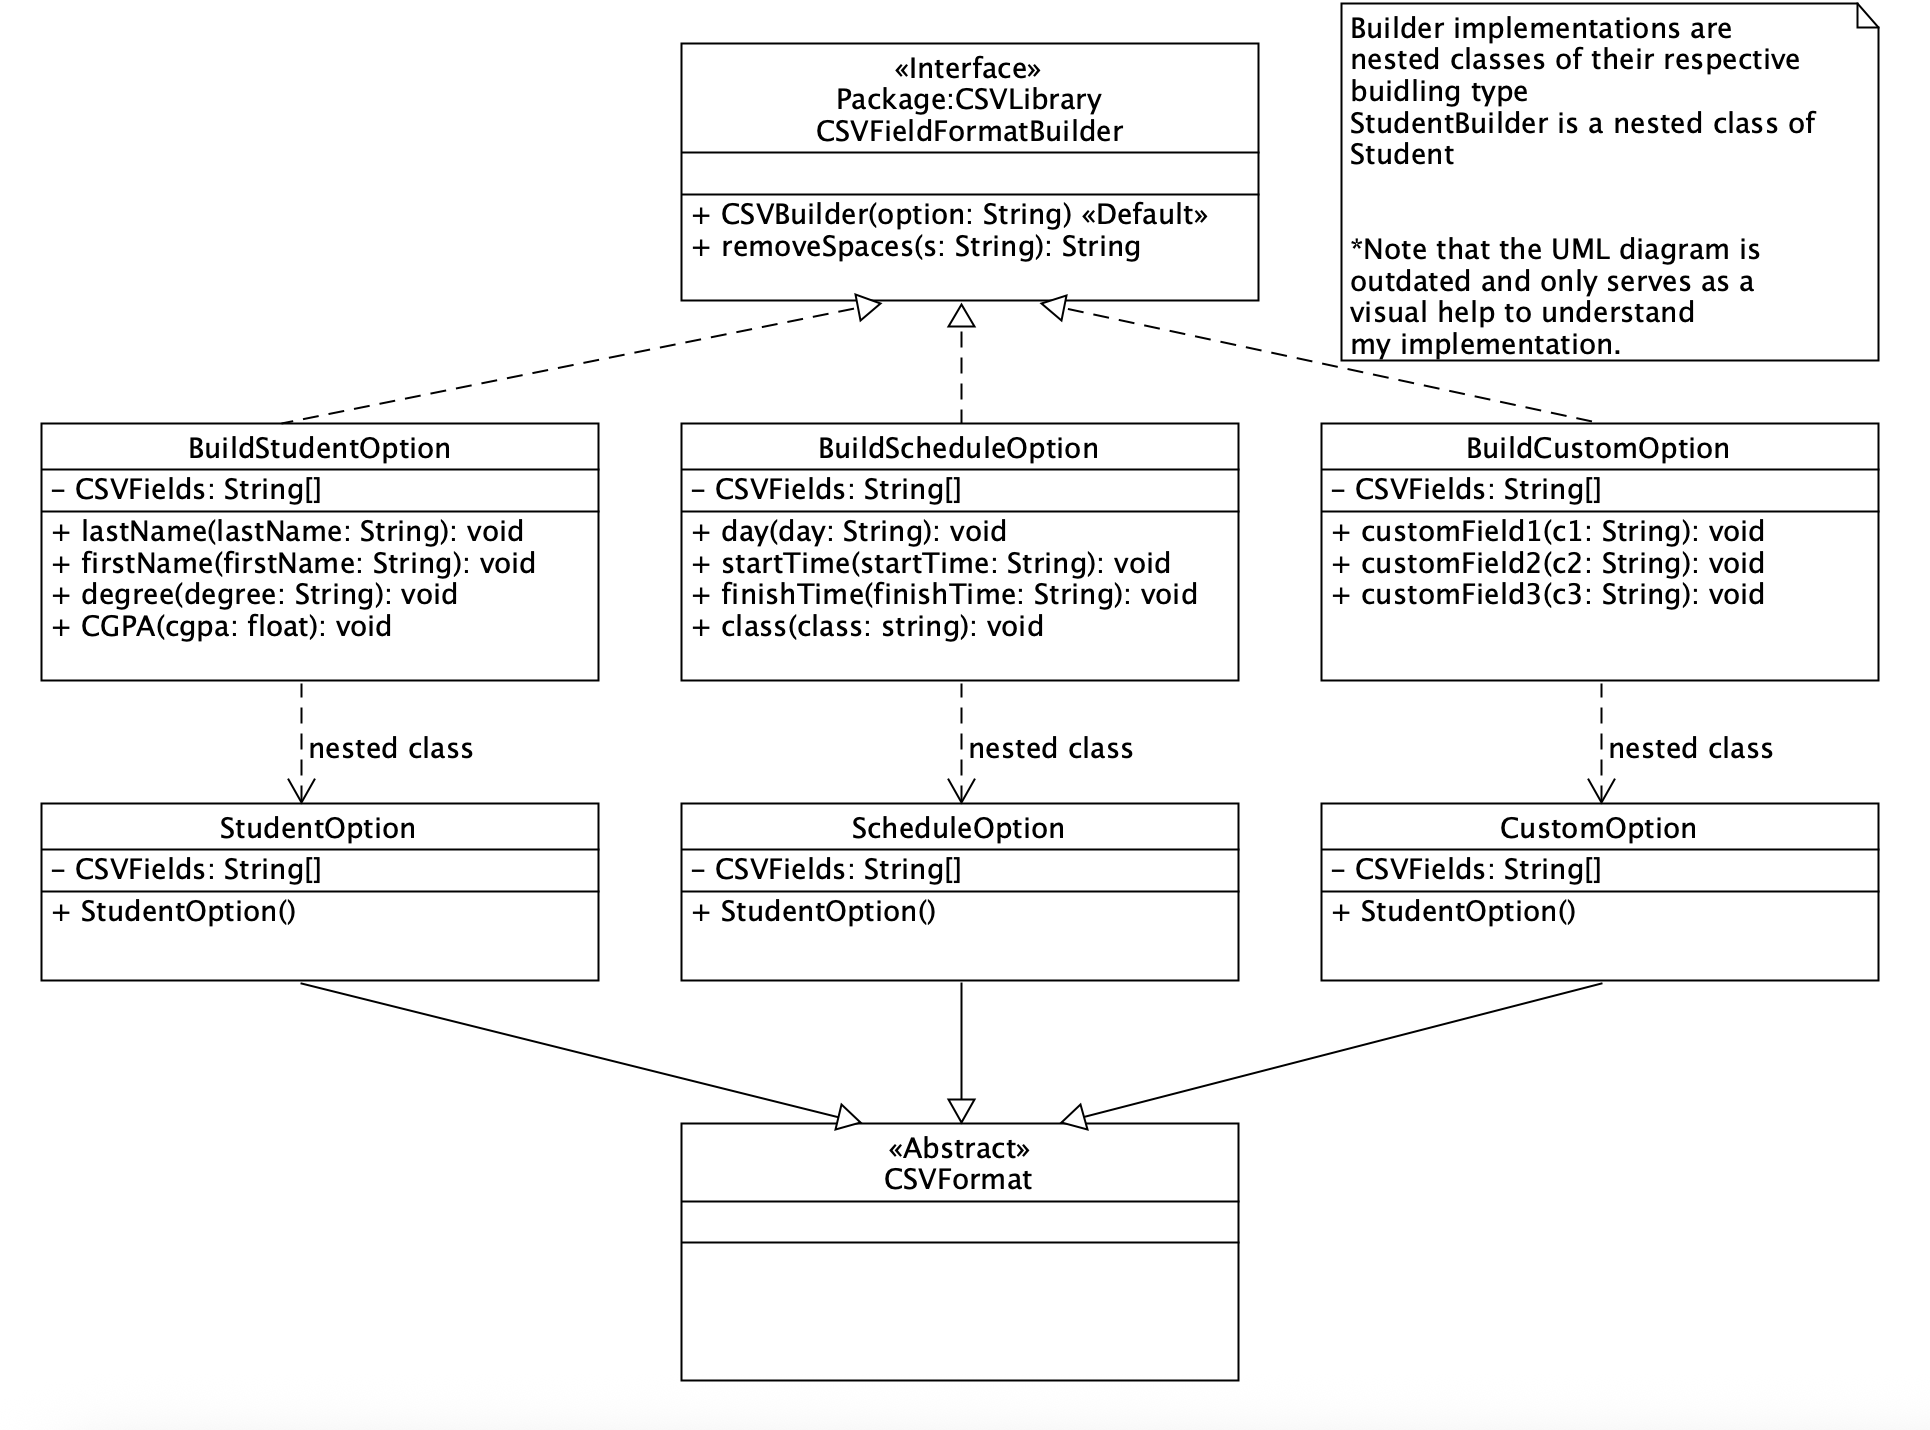 «Interface»
Package:CSVLibrary
CSVFieldFormatBuilder
+ CSVBuilder(option: String) «Default»
+ removeSpaces(s: String): String
Builder implementations are
nested classes of their respective
buidling type
StudentBuilder is a nested class of
Student
*Note that the UML diagram is
outdated and only serves as a
visual help to understand
my implementation.
BuildStudentOption
– CSVFields: String[]
+ lastName(lastName: String): void
+ firstName(firstName: String): void
+ degree(degree: String): void
+ CGPA(cgpa: float): void
BuildScheduleOption
– CSVFields: String[]
+ day(day: String): void
+ startTime(startTime: String): void
+ finishTime(finishTime: String): void
+ class(class: string): void
BuildCustomOption
– CSVFields: String[]
+ customField1(c1: String): void
+ customField2(c2: String): void
+ customField3(c3: String): void
nested class
nested class
nested class
StudentOption
– CSVFields: String[]
+ StudentOption()
ScheduleOption
– CSVFields: String[]
+ StudentOption()
CustomOption
– CSVFields: String[]
+ StudentOption()
«Abstract»
CSVFormat